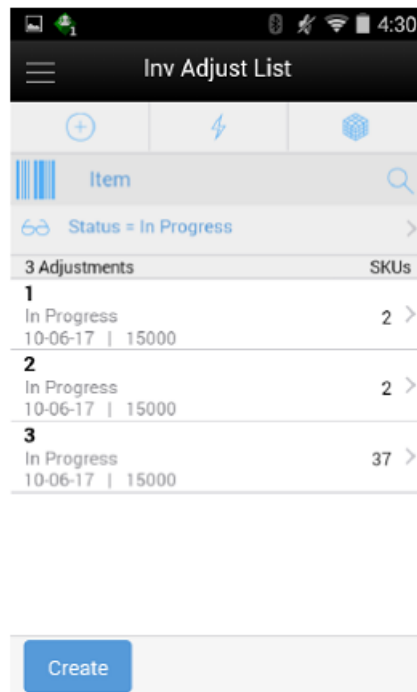 1
4:30
Inv Adjust List
Item
Status = In Progress
3 Adjustments SKUs
1
In Progress 2
10-06-17 | 15000
2
In Progress 2
10-06-17 | 15000
3
In Progress 37
10-06-17 | 15000
Create